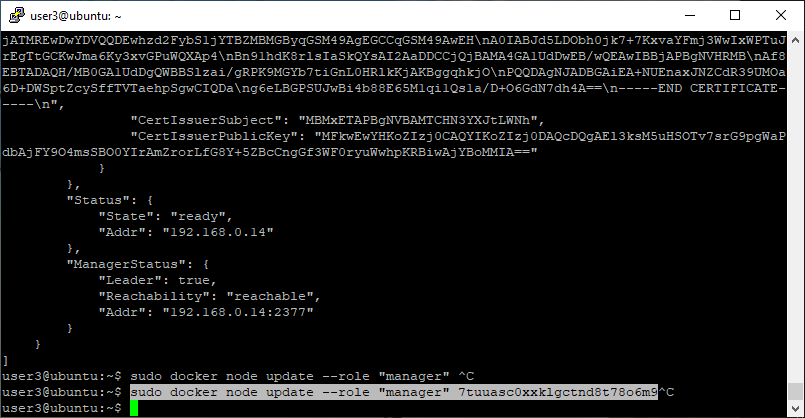 user3@ubuntu: ~
jATMREwDwYDVQQDEwhzd2FybS1jYTBZMBMGByqGSM49AgEGCCqGSM49AwEH\nA0IABJd5LDObh0jk7+7KxvaYFmj3WwIxWPTuJ
rEgTtGCKwJma6Ky3xvGPuWQXAp4\nBn9lhdK8rlsIaSkQYsAI2AaDDCCjQjBAMA4GA1UdDwEB/wQEAwIBBjAPBgNVHRMB\nAf8
EBTADAQH/MB0GA1UdDgQWBBSlzai/gRPK9MGYb7tiGnL0HR1kKjAKBggqhkjO\nPQQDAgNJADBGAiEA+NUEnaxJNZCdR39UMOa
6D+DWSptZcySffTVTaehpSgwCIQDa\ng6eLBGPSUJwBi4b88E65M1qi1Qs1a/D+O6GdN7dh4A==\n-----END CERTIFICATE-
----\n",
"CertIssuerSubject": "MBMxETAPBgNVBAMTCHN3YXJtLWNh",
"CertIssuerPublicKey": "MFkwEwYHKoZIzj0CAQYIKoZIzj0DAQcDQgAEl3ksM5uHSOTv7srG9pgWaP
dbAjFY9O4msSBO0YIrAmZrorLfG8Y+5ZBcCngGf3WF0ryuWwhpKRBiwAjYBoMMIA=="
}
},
"Status": {
"State": "ready",
"Addr": "192.168.0.14"
},
"ManagerStatus": {
"Leader": true,
"Reachability": "reachable",
"Addr": "192.168.0.14:2377"
}
}
]
user3@ubuntu:~$ sudo docker node update --role "manager" ^C
user3@ubuntu:~$ sudo docker node update --role "manager" 7tuuasc0xxklgctnd8t78o6m9^C
user3@ubuntu:~$